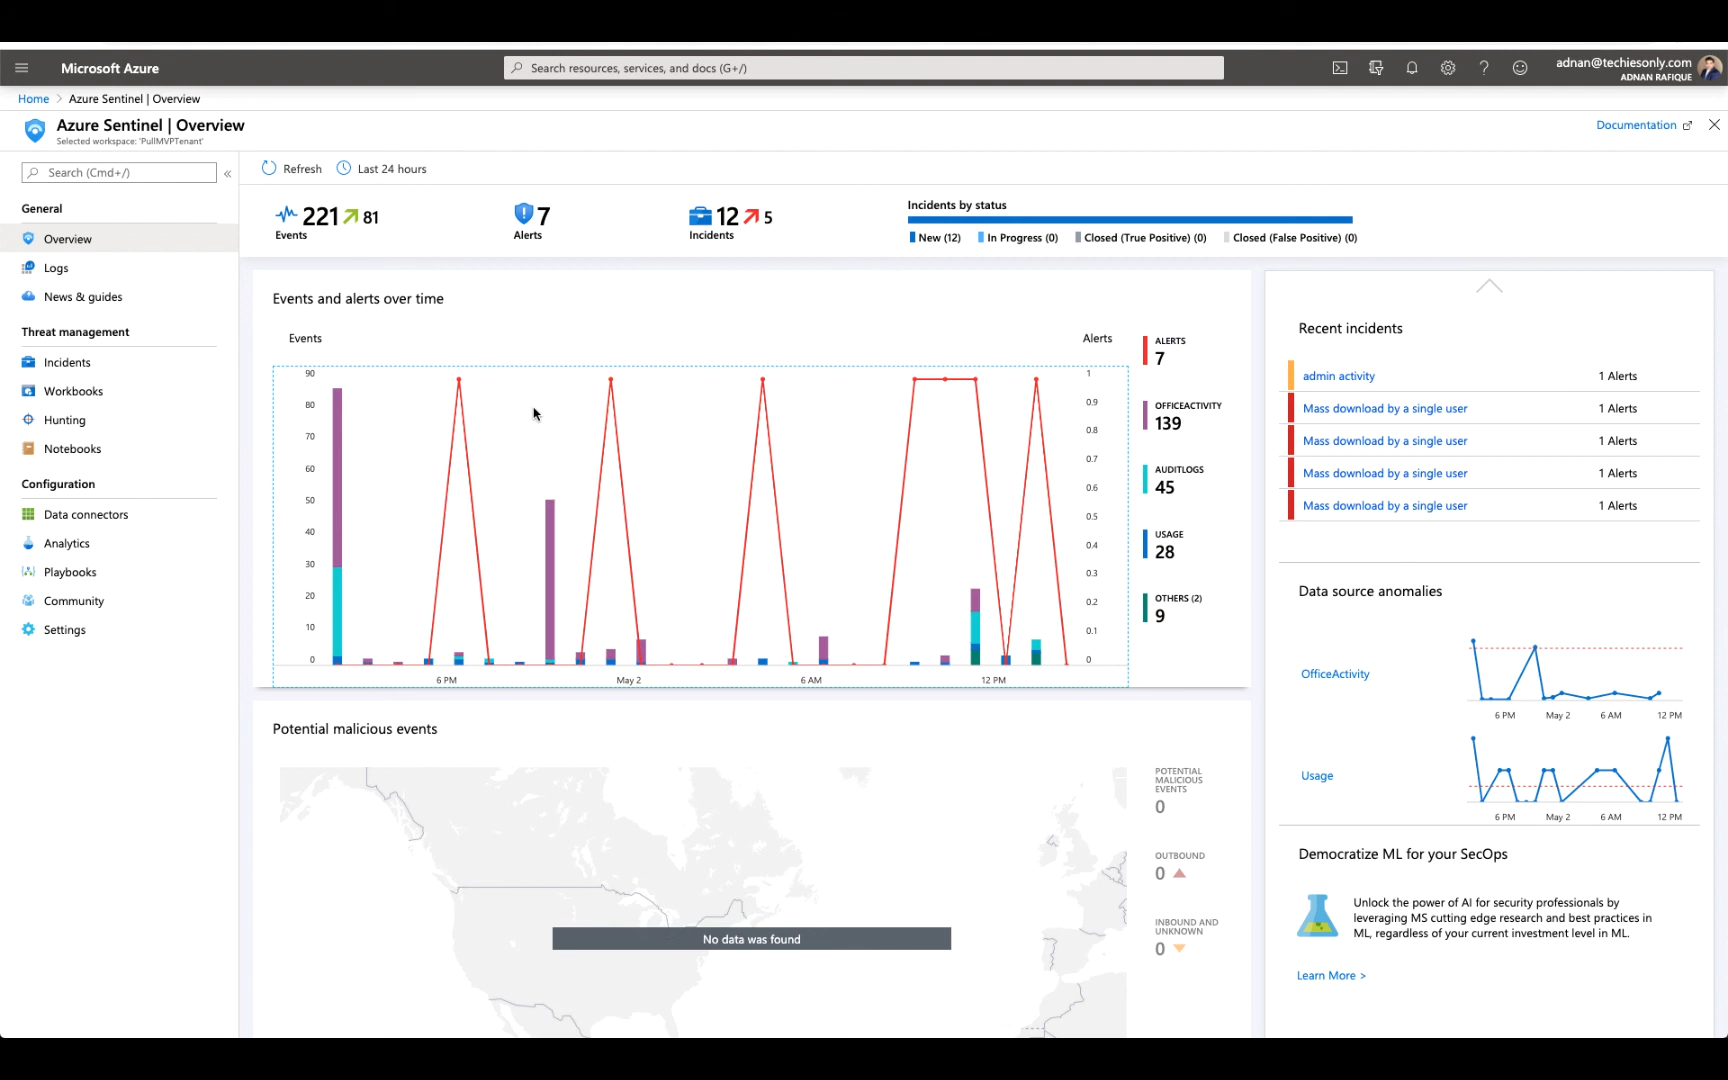 Microsoft Azure
Search resources, services, and docs (G+/)
adnan@techiesonly.com
ADNAN RAFIQUE
Home > Azure Sentinel | Overview
Azure Sentinel | Overview
Selected workspace: 'PullMVPTenant'
Documentation
Search (Cmd+/)
«
General
Overview
Logs
News & guides
Threat management
Incidents
Workbooks
Hunting
Notebooks
Configuration
Data connectors
Analytics
Playbooks
Community
Settings
Refresh
Last 24 hours
221 81
Events
7
Alerts
12 5
Incidents
Incidents by status
New (12) In Progress (0) Closed (True Positive) (0) Closed (False Positive) (0)
Events and alerts over time
Events
Alerts
90
80
70
60
50
40
30
20
10
0
1
0.9
0.8
0.7
0.6
0.5
0.4
0.3
0.2
0.1
0
6 PM May 2 6 AM 12 PM
ALERTS
7
OFFICEACTIVITY
139
AUDITLOGS
45
USAGE
28
OTHERS (2)
9
Potential malicious events
No data was found
POTENTIAL
MALICIOUS
EVENTS
0
OUTBOUND
0
INBOUND AND
UNKNOWN
0
Recent incidents
admin activity 1 Alerts
Mass download by a single user 1 Alerts
Mass download by a single user 1 Alerts
Mass download by a single user 1 Alerts
Mass download by a single user 1 Alerts
Data source anomalies
OfficeActivity
6 PM May 2 6 AM 12 PM
Usage
6 PM May 2 6 AM 12 PM
Democratize ML for your SecOps
Unlock the power of AI for security professionals by
leveraging MS cutting edge research and best practices in
ML, regardless of your current investment level in ML.
Learn More >